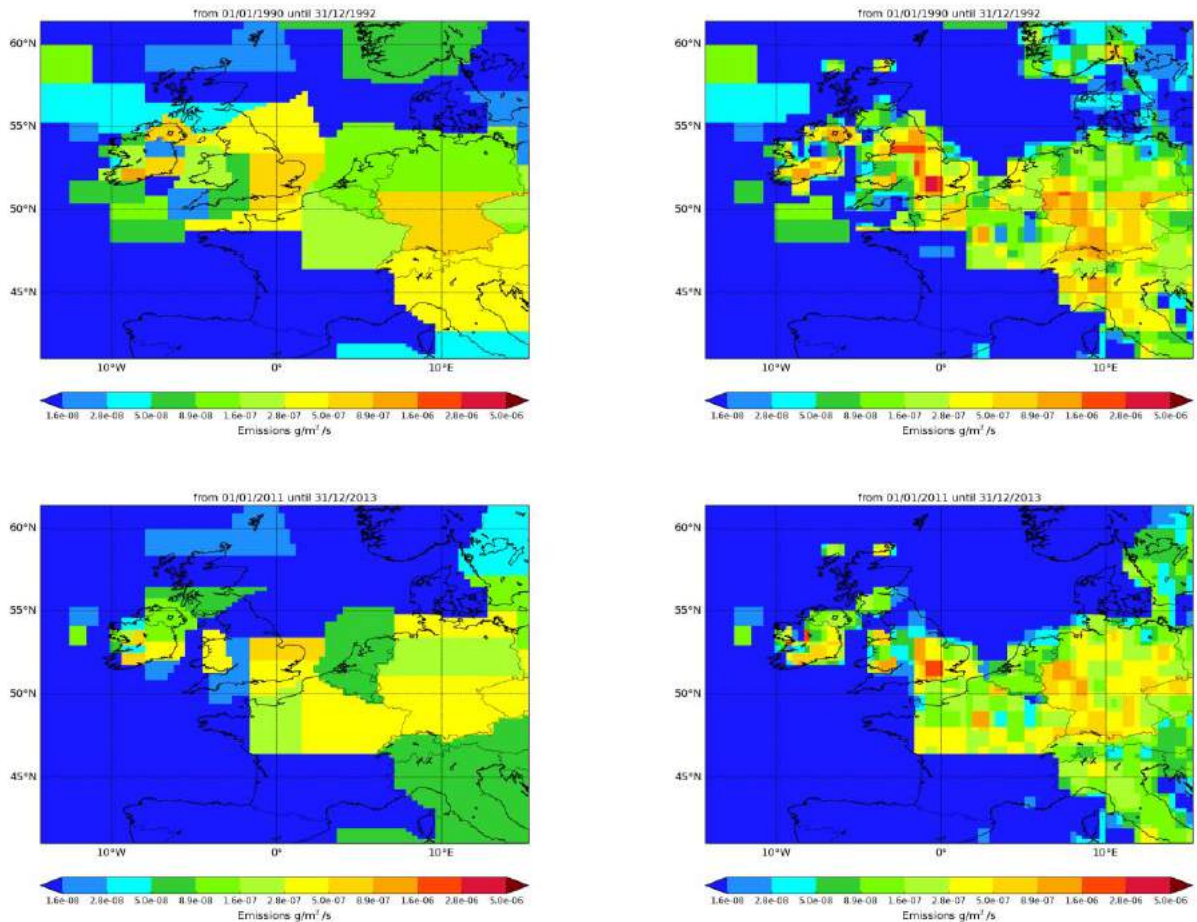 from 01/01/1990 until 31/12/1992
60°N
55°N
50°N
45°N
10°W 0° 10°E
1.6e-08 2.8e-08 5.0e-08 8.9e-08 1.6e-07 2.8e-07 5.0e-07 8.9e-07 1.6e-06 2.8e-06 5.0e-06
Emissions g/m²/s
from 01/01/1990 until 31/12/1992
60°N
55°N
50°N
45°N
10°W 0° 10°E
1.6e-08 2.8e-08 5.0e-08 8.9e-08 1.6e-07 2.8e-07 5.0e-07 8.9e-07 1.6e-06 2.8e-06 5.0e-06
Emissions g/m²/s
from 01/01/2011 until 31/12/2013
60°N
55°N
50°N
45°N
10°W 0° 10°E
1.6e-08 2.8e-08 5.0e-08 8.9e-08 1.6e-07 2.8e-07 5.0e-07 8.9e-07 1.6e-06 2.8e-06 5.0e-06
Emissions g/m²/s
from 01/01/2011 until 31/12/2013
60°N
55°N
50°N
45°N
10°W 0° 10°E
1.6e-08 2.8e-08 5.0e-08 8.9e-08 1.6e-07 2.8e-07 5.0e-07 8.9e-07 1.6e-06 2.8e-06 5.0e-06
Emissions g/m²/s